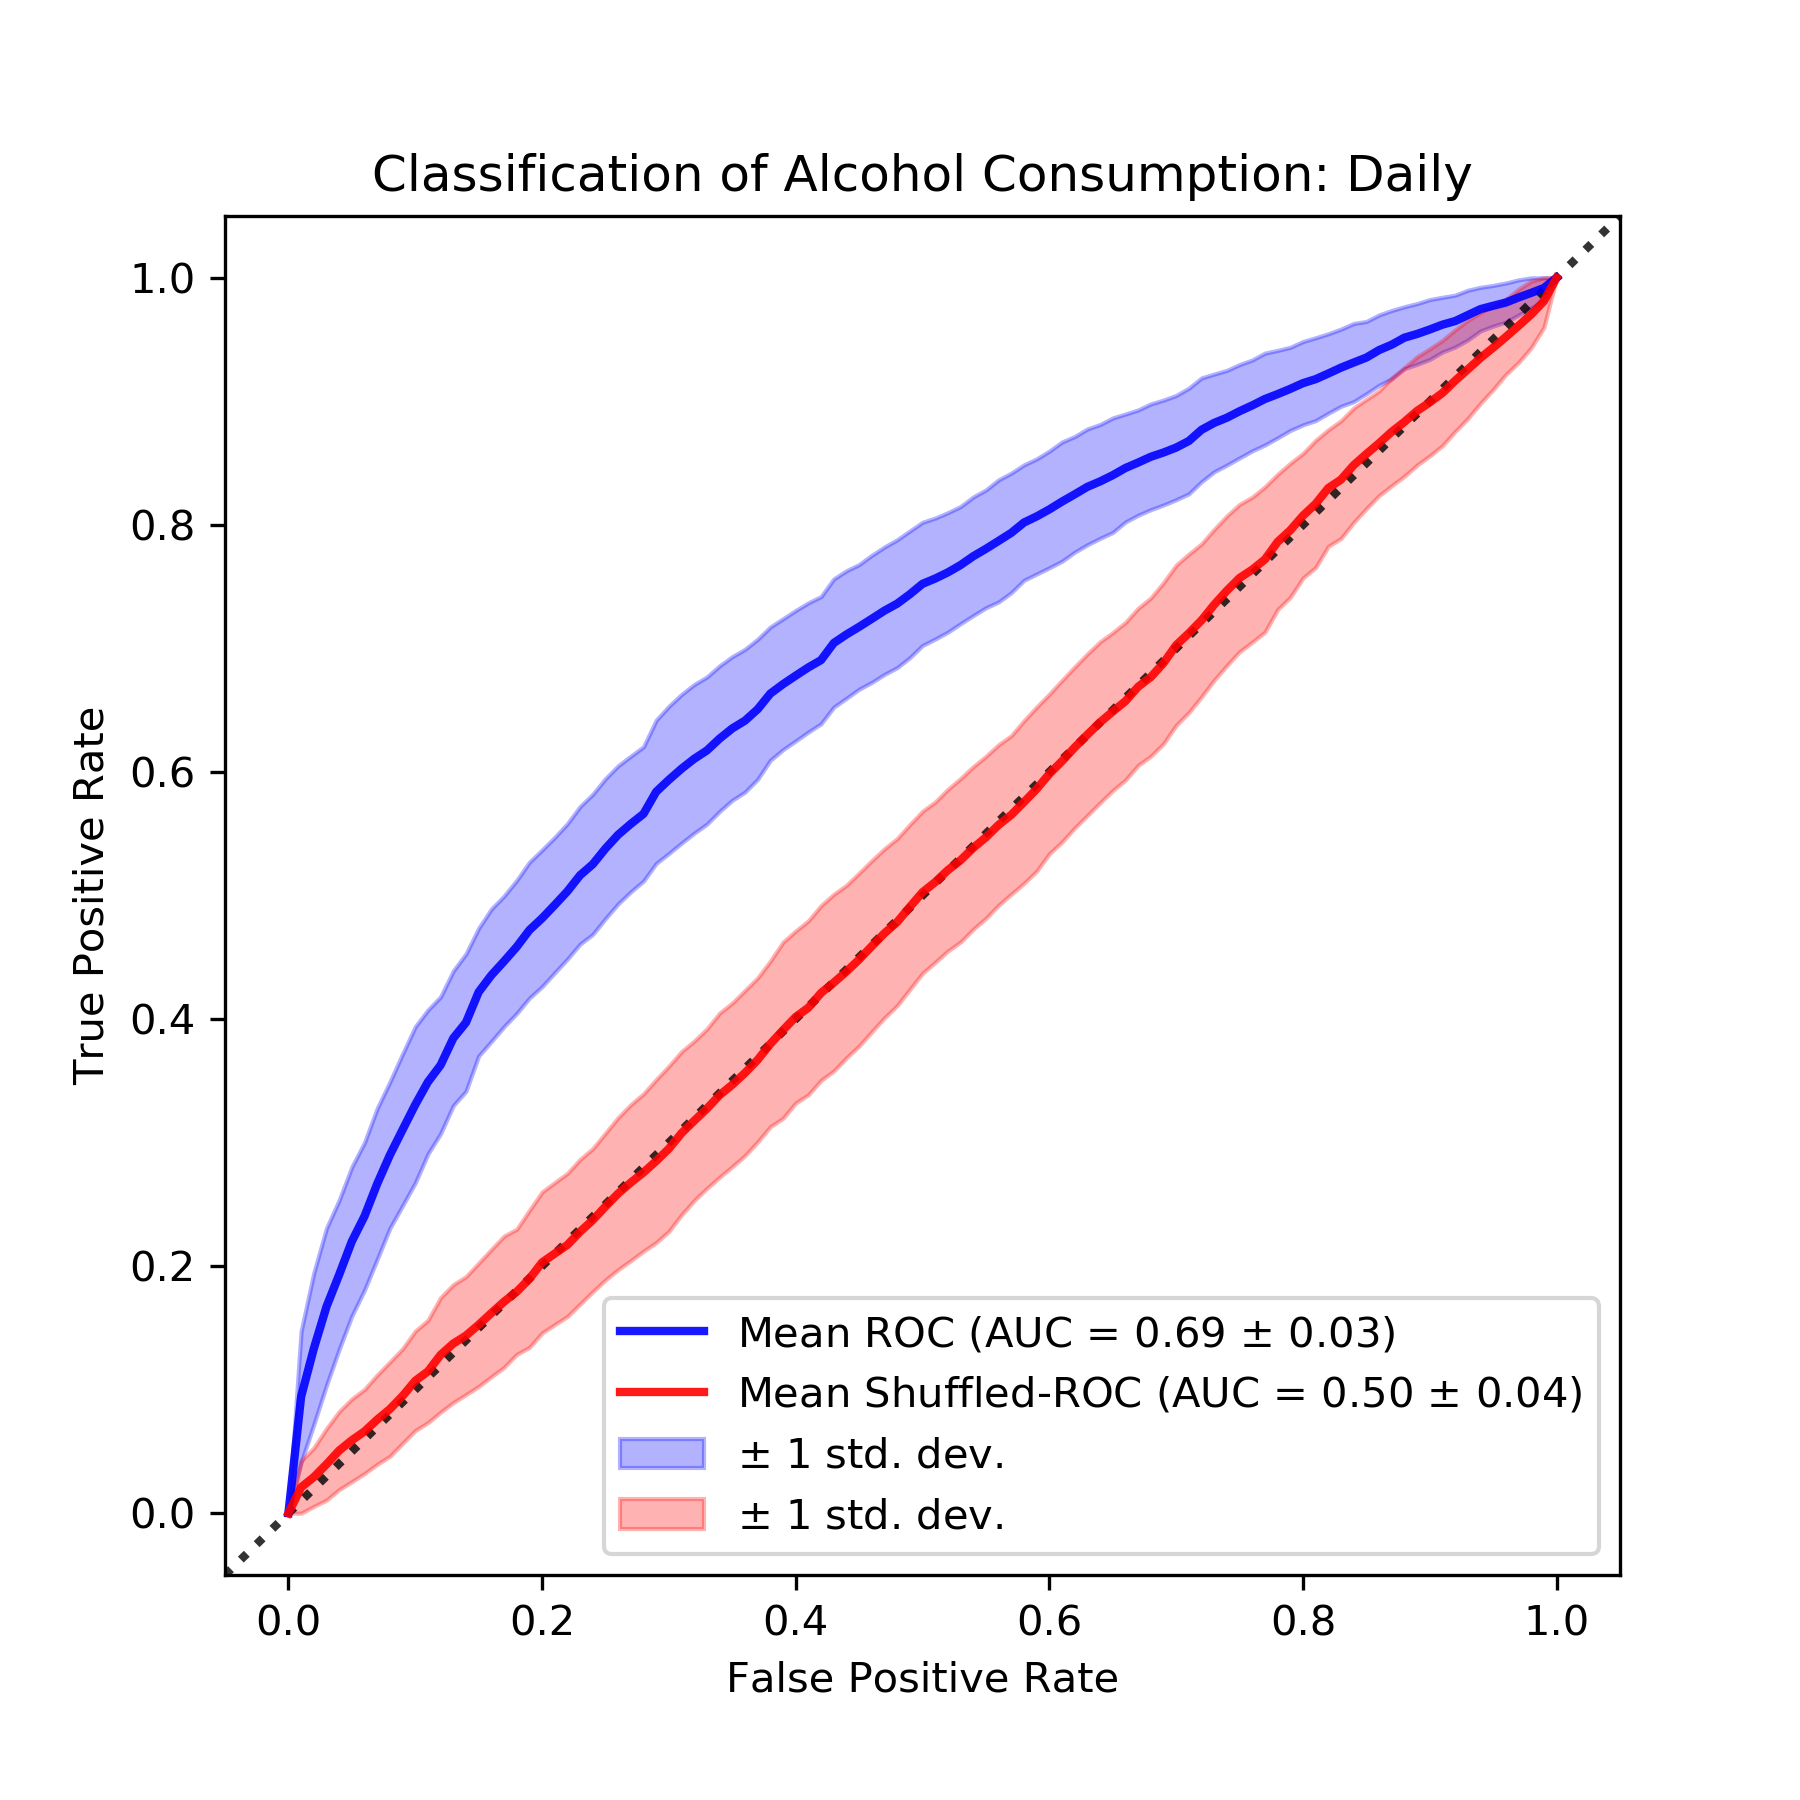 Classification of Alcohol Consumption: Daily
1.0
0.8
0.6
0.4
0.2
0.0
True Positive Rate
Mean ROC (AUC = 0.69 ± 0.03)
Mean Shuffled-ROC (AUC = 0.50 ± 0.04)
± 1 std. dev.
± 1 std. dev.
0.0 0.2 0.4 0.6 0.8 1.0
False Positive Rate